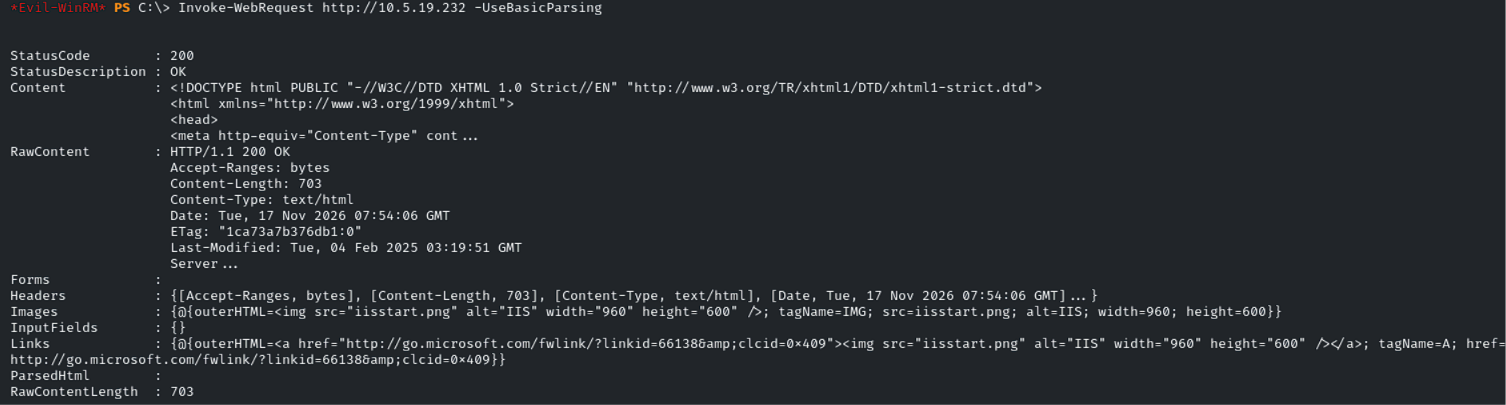 *Evil-WinRM* PS C:\> Invoke-WebRequest http://10.5.19.232 -UseBasicParsing
StatusCode        : 200
StatusDescription : OK
Content           : <!DOCTYPE html PUBLIC "-//W3C//DTD XHTML 1.0 Strict//EN" "http://www.w3.org/TR/xhtml1/DTD/xhtml1-strict.dtd">
                    <html xmlns="http://www.w3.org/1999/xhtml">
                    <head>
                    <meta http-equiv="Content-Type" cont...
RawContent        : HTTP/1.1 200 OK
                    Accept-Ranges: bytes
                    Content-Length: 703
                    Content-Type: text/html
                    Date: Tue, 17 Nov 2026 07:54:06 GMT
                    ETag: "1ca73a7b376db1:0"
                    Last-Modified: Tue, 04 Feb 2025 03:19:51 GMT
                    Server...
Forms             :
Headers           : {[Accept-Ranges, bytes], [Content-Length, 703], [Content-Type, text/html], [Date, Tue, 17 Nov 2026 07:54:06 GMT]...}
Images            : {@{outerHTML=<img src="iisstart.png" alt="IIS" width="960" height="600" />; tagName=IMG; src=iisstart.png; alt=IIS; width=960; height=600}}
InputFields       : {}
Links             : {@{outerHTML=<a href="http://go.microsoft.com/fwlink/?linkid=66138&amp;clcid=0x409"><img src="iisstart.png" alt="IIS" width="960" height="600" /></a>; tagName=A; href=
http://go.microsoft.com/fwlink/?linkid=66138&amp;clcid=0x409}}
ParsedHtml        :
RawContentLength  : 703